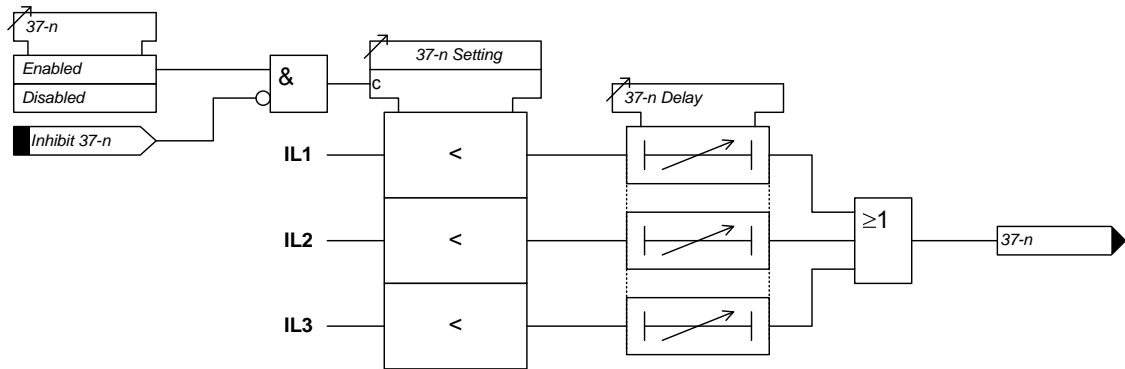 37-n
Enabled
Disabled
Inhibit 37-n
&
37-n Setting
c
IL1
<
IL2
<
IL3
<
37-n Delay
≥1
37-n